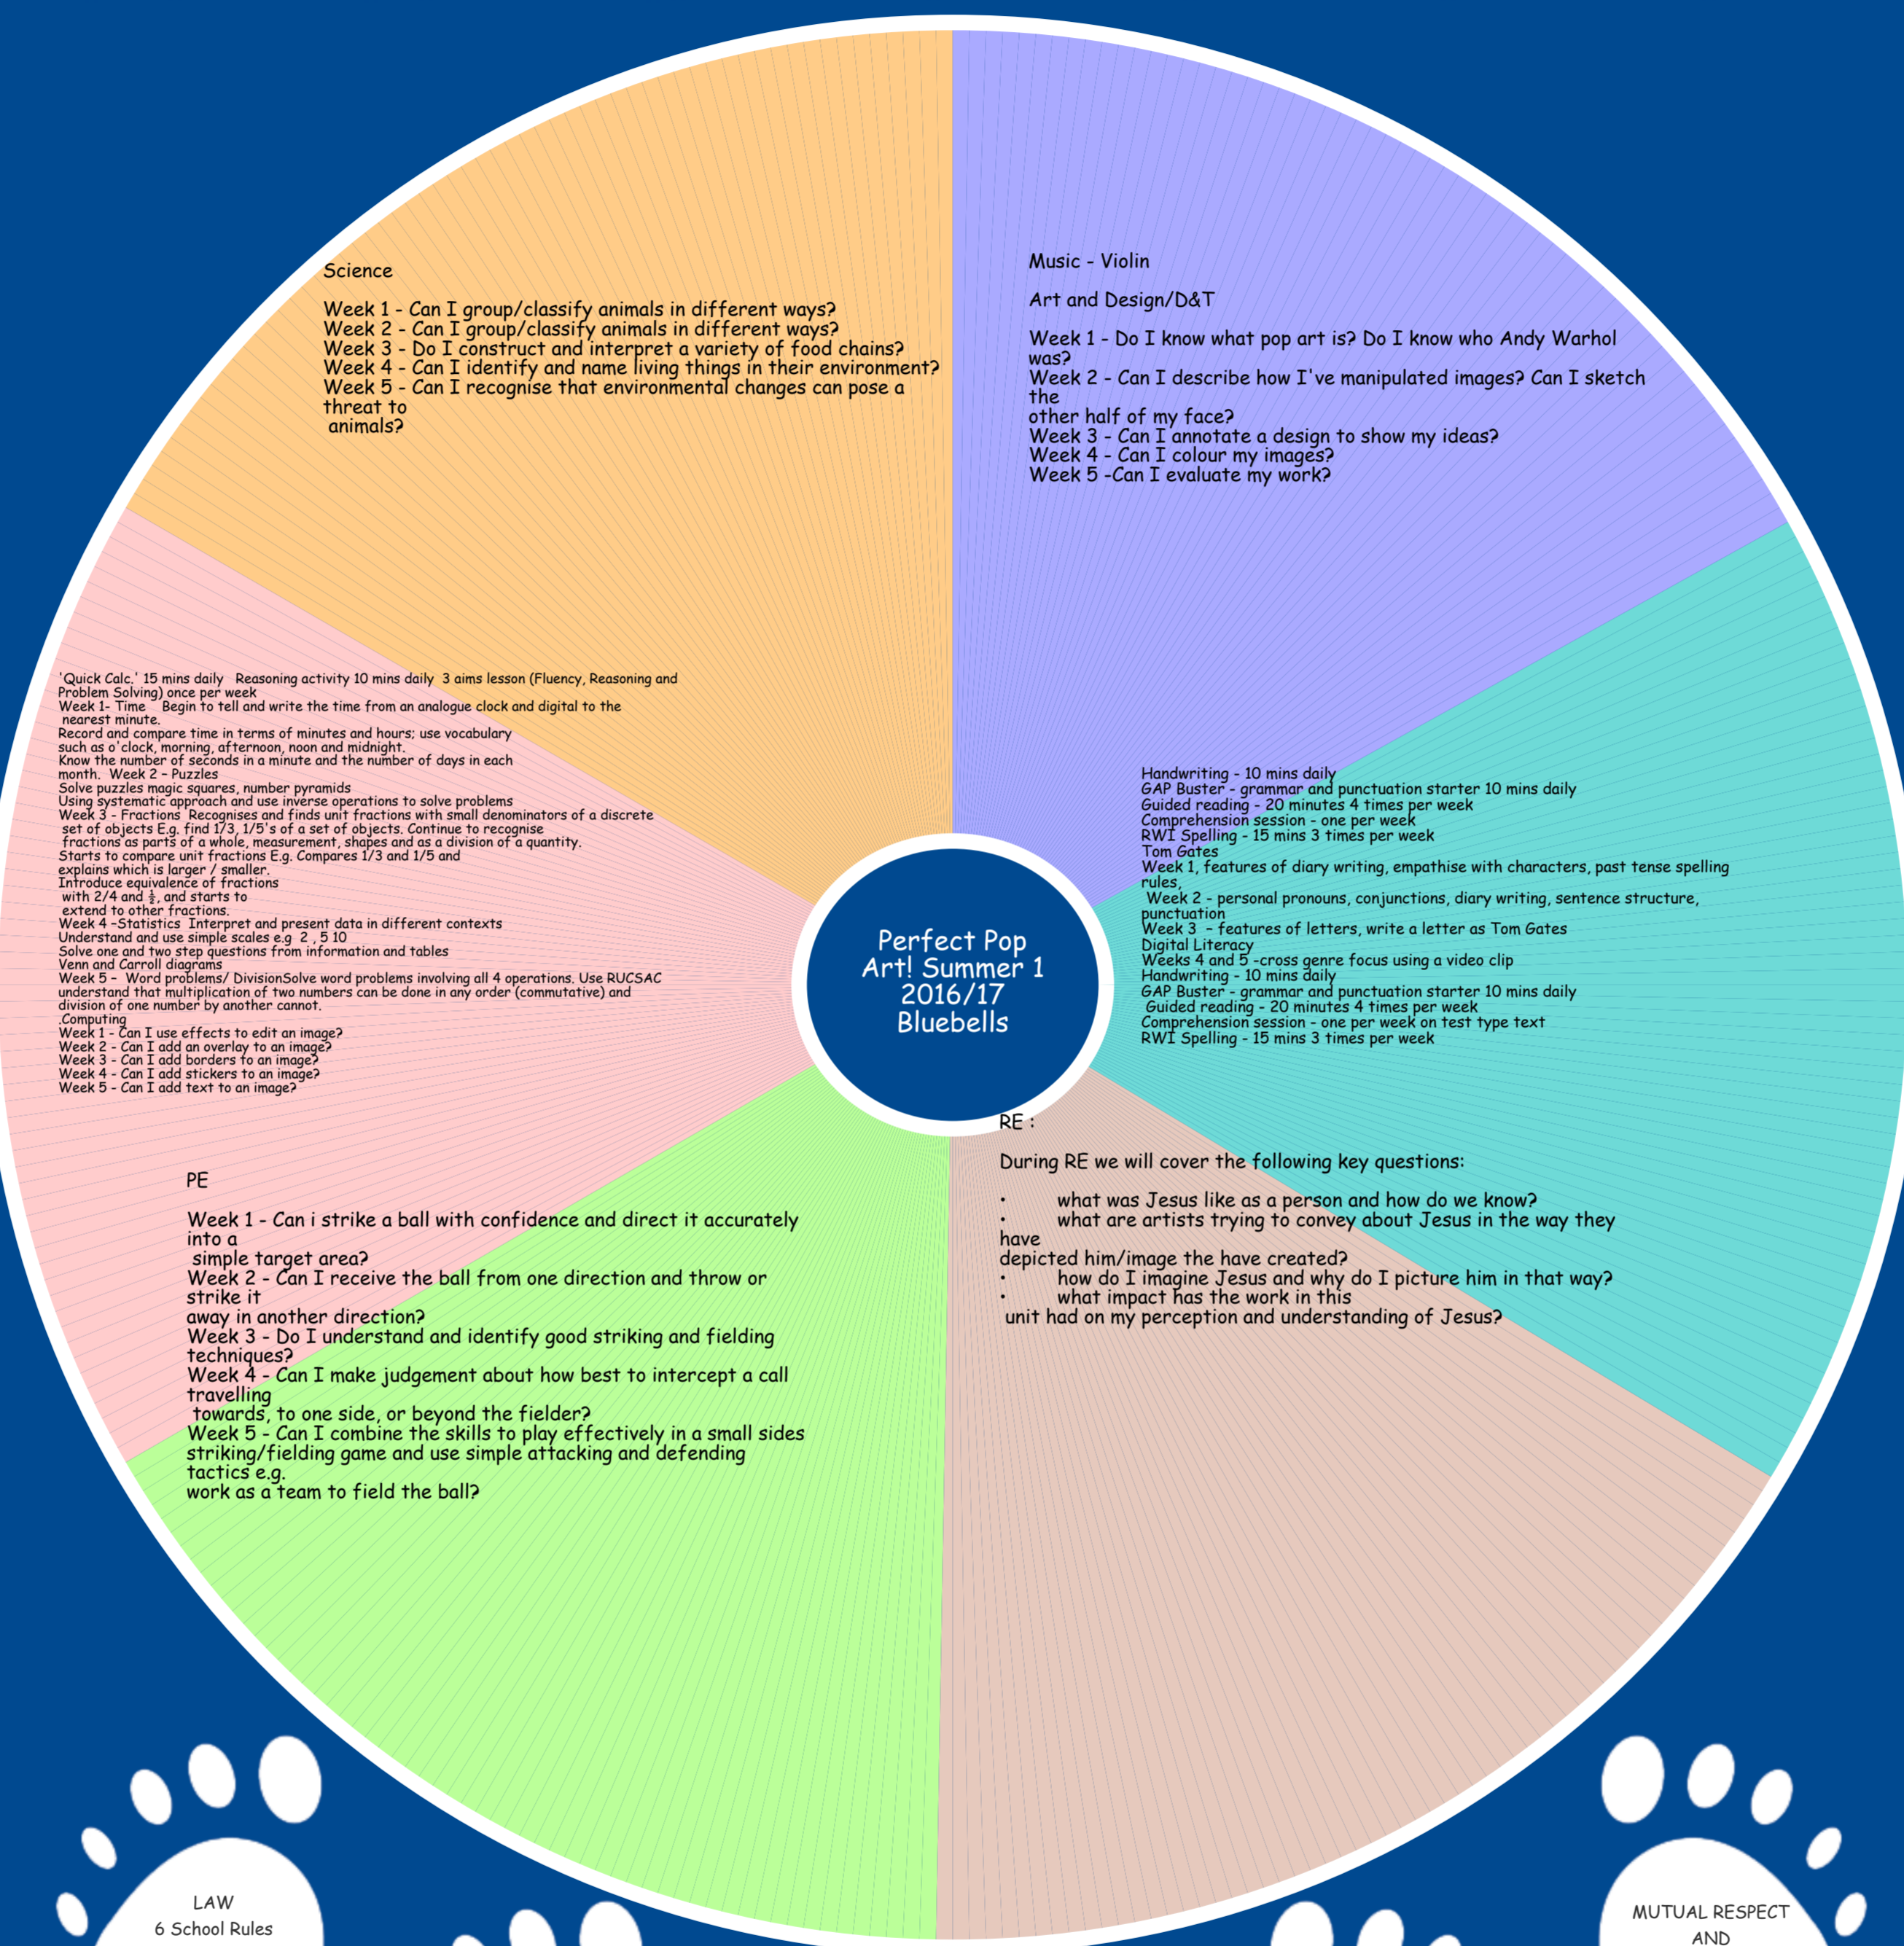 Science
Week 1 - Can I group/classify animals in different ways?
Week 2 - Can I group/classify animals in different ways?
Week 3 - Do I construct and interpret a variety of food chains?
Week 4 - Can I identify and name living things in their environment?
Week 5 - Can I recognise that environmental changes can pose a
threat to
animals?
Music - Violin
Art and Design/D&T
Week 1 - Do I know what pop art is? Do I know who Andy Warhol
was?
Week 2 - Can I describe how I've manipulated images? Can I sketch
the
other half of my face?
Week 3 - Can I annotate a design to show my ideas?
Week 4 - Can I colour my images?
Week 5 -Can I evaluate my work?
'Quick Calc.' 15 mins daily   Reasoning activity 10 mins daily  3 aims lesson (Fluency, Reasoning and
Problem Solving) once per week
Week 1- Time    Begin to tell and write the time from an analogue clock and digital to the
nearest minute.
Record and compare time in terms of minutes and hours; use vocabulary
such as o'clock, morning, afternoon, noon and midnight.
Know the number of seconds in a minute and the number of days in each
month.  Week 2 – Puzzles
Solve puzzles magic squares, number pyramids
Using systematic approach and use inverse operations to solve problems
Week 3 - Fractions  Recognises and finds unit fractions with small denominators of a discrete
set of objects E.g. find 1/3, 1/5's of a set of objects. Continue to recognise
fractions as parts of a whole, measurement, shapes and as a division of a quantity.
Starts to compare unit fractions E.g. Compares 1/3 and 1/5 and
explains which is larger / smaller.
Introduce equivalence of fractions
with 2/4 and ½, and starts to
extend to other fractions.
Week 4 –Statistics  Interpret and present data in different contexts
Understand and use simple scales e.g  2 , 5 10
Solve one and two step questions from information and tables
Venn and Carroll diagrams
Week 5 –  Word problems/ DivisionSolve word problems involving all 4 operations. Use RUCSAC
understand that multiplication of two numbers can be done in any order (commutative) and
division of one number by another cannot.
.Computing
Week 1 - Can I use effects to edit an image?
Week 2 - Can I add an overlay to an image?
Week 3 - Can I add borders to an image?
Week 4 - Can I add stickers to an image?
Week 5 - Can I add text to an image?
Perfect Pop
Art! Summer 1
2016/17
Bluebells
Handwriting - 10 mins daily
GAP Buster - grammar and punctuation starter 10 mins daily
Guided reading - 20 minutes 4 times per week
Comprehension session - one per week
RWI Spelling - 15 mins 3 times per week
Tom Gates
Week 1, features of diary writing, empathise with characters, past tense spelling
rules,
Week 2 - personal pronouns, conjunctions, diary writing, sentence structure,
punctuation
Week 3  – features of letters, write a letter as Tom Gates
Digital Literacy
Weeks 4 and 5 -cross genre focus using a video clip
Handwriting - 10 mins daily
GAP Buster - grammar and punctuation starter 10 mins daily
Guided reading - 20 minutes 4 times per week
Comprehension session - one per week on test type text
RWI Spelling - 15 mins 3 times per week
PE
Week 1 - Can i strike a ball with confidence and direct it accurately
into a
simple target area?
Week 2 - Can I receive the ball from one direction and throw or
strike it
away in another direction?
Week 3 - Do I understand and identify good striking and fielding
techniques?
Week 4 - Can I make judgement about how best to intercept a call
travelling
towards, to one side, or beyond the fielder?
Week 5 - Can I combine the skills to play effectively in a small sides
striking/fielding game and use simple attacking and defending
tactics e.g.
work as a team to field the ball?
RE :
During RE we will cover the following key questions:
•        what was Jesus like as a person and how do we know?
•        what are artists trying to convey about Jesus in the way they
have
depicted him/image the have created?
•        how do I imagine Jesus and why do I picture him in that way?
•        what impact has the work in this
unit had on my perception and understanding of Jesus?
LAW
6 School Rules
MUTUAL RESPECT
AND